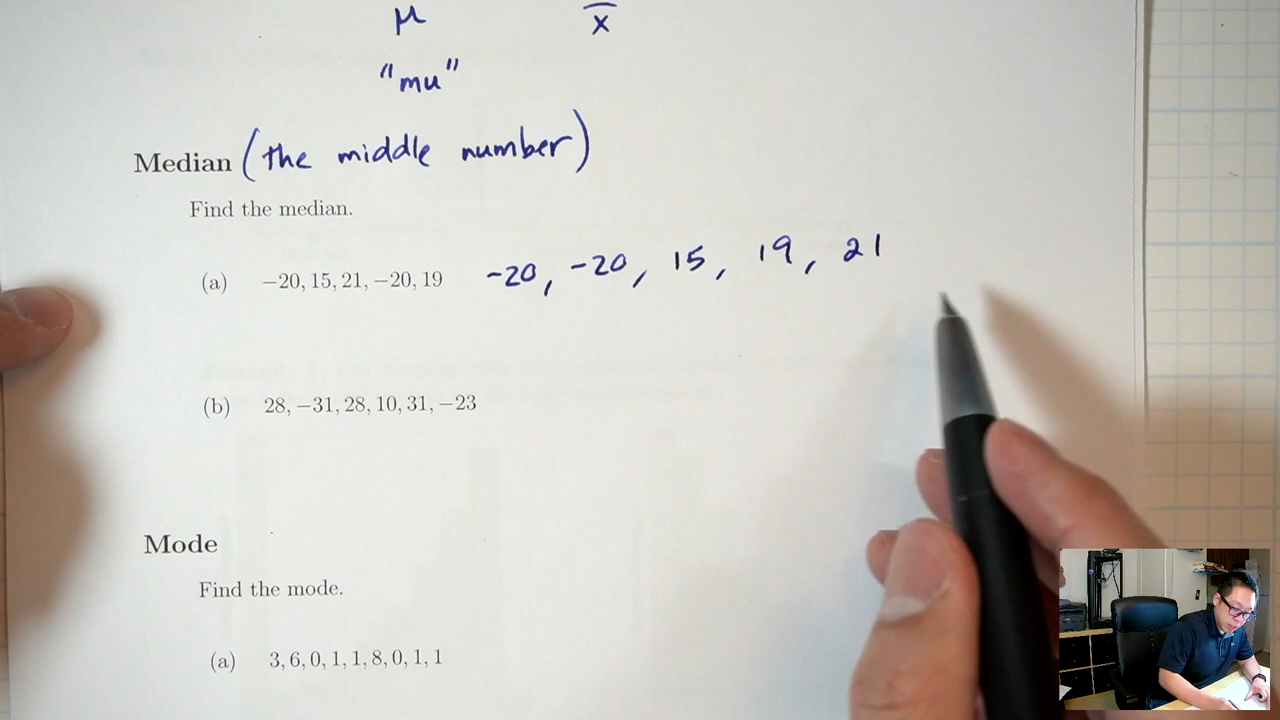 μ x̅
"mu"
Median (the middle number)
Find the median.
(a) −20, 15, 21, −20, 19 -20, -20, 15, 19, 21
(b) 28, −31, 28, 10, 31, −23
Mode
Find the mode.
(a) 3, 6, 0, 1, 1, 8, 0, 1, 1